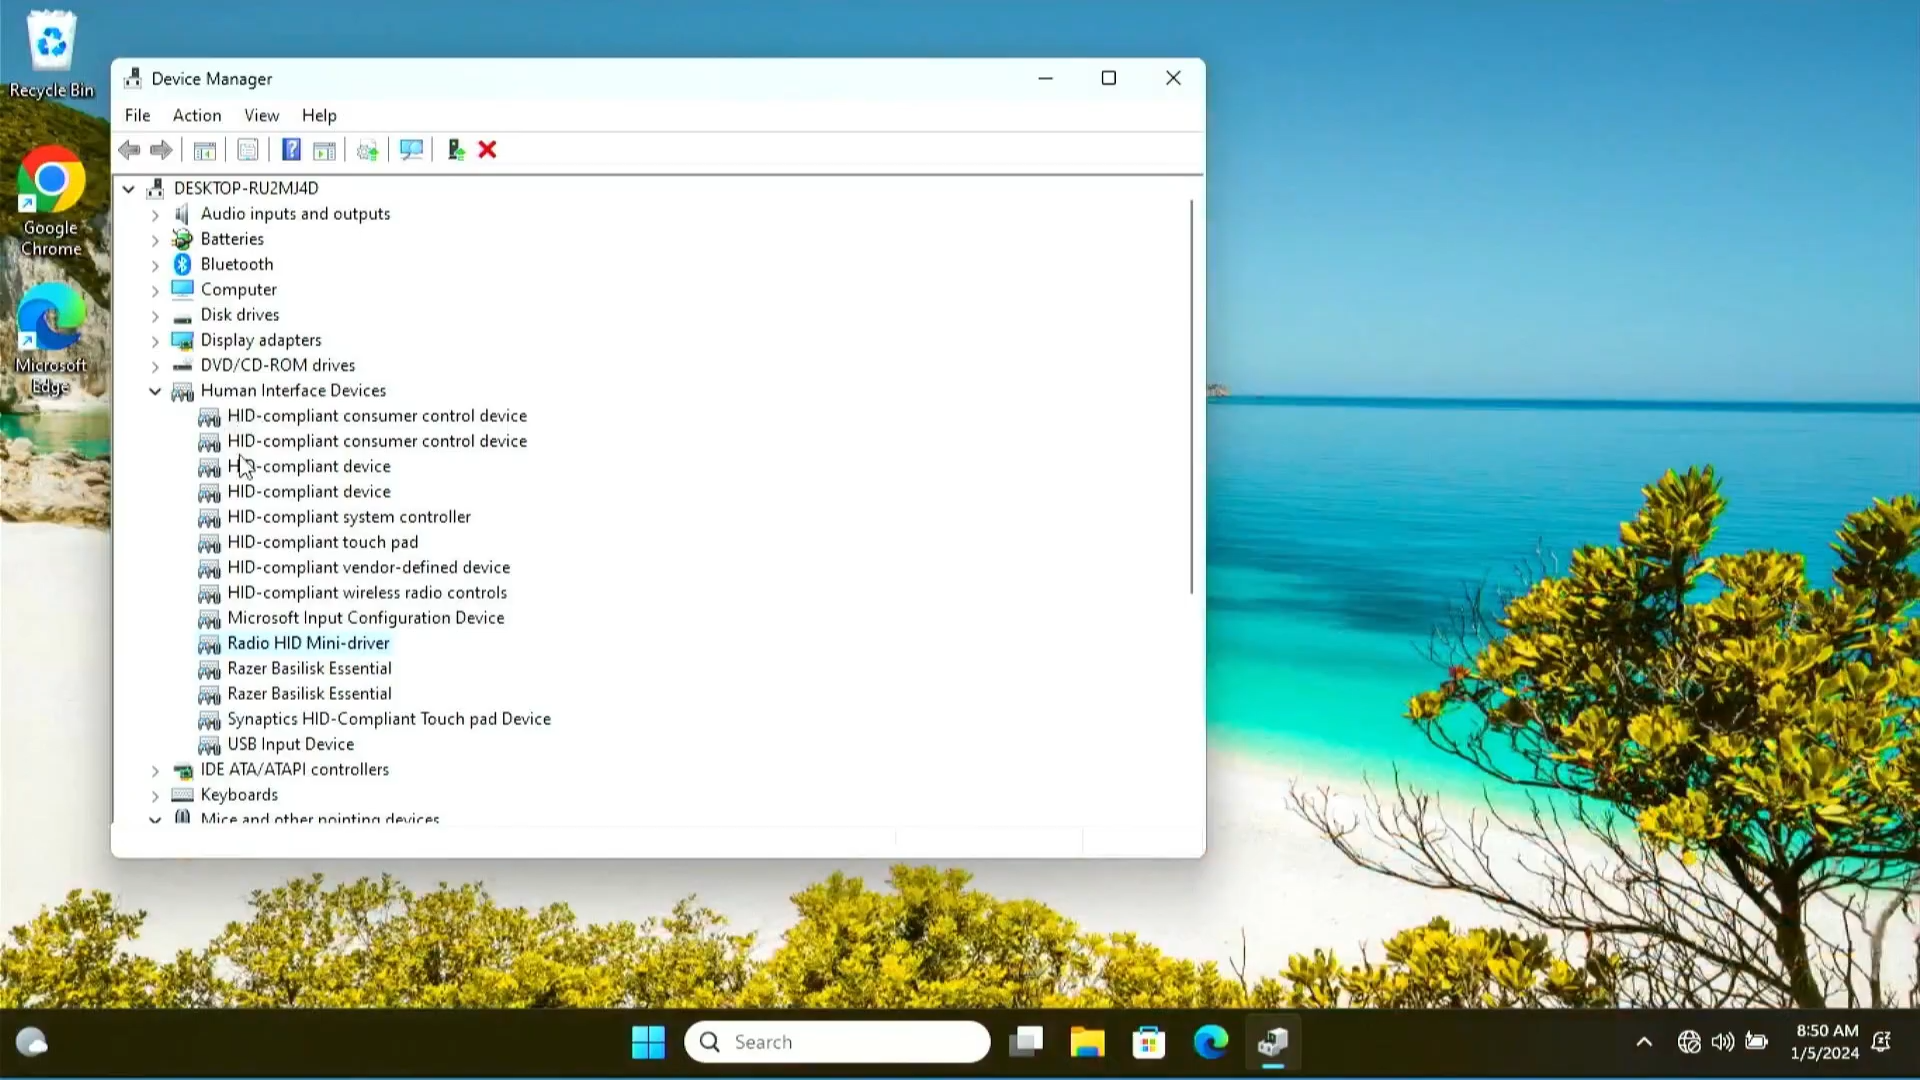 Recycle Bin
Google
Chrome
Microsoft
Edge
Device Manager
File Action View Help
DESKTOP-RU2MJ4D
Audio inputs and outputs
Batteries
Bluetooth
Computer
Disk drives
Display adapters
DVD/CD-ROM drives
Human Interface Devices
HID-compliant consumer control device
HID-compliant consumer control device
HID-compliant device
HID-compliant device
HID-compliant system controller
HID-compliant touch pad
HID-compliant vendor-defined device
HID-compliant wireless radio controls
Microsoft Input Configuration Device
Radio HID Mini-driver
Razer Basilisk Essential
Razer Basilisk Essential
Synaptics HID-Compliant Touch pad Device
USB Input Device
IDE ATA/ATAPI controllers
Keyboards
Mice and other pointing devices
Search
8:50 AM
1/5/2024